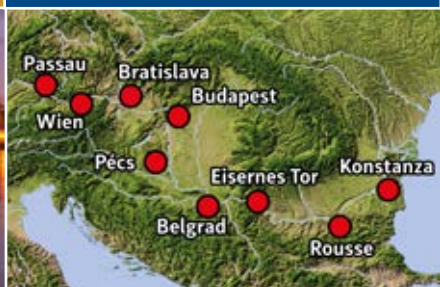 Passau
Bratislava
Wien
Budapest
Pécs
Eisernes Tor
Konstanza
Belgrad
Rousse